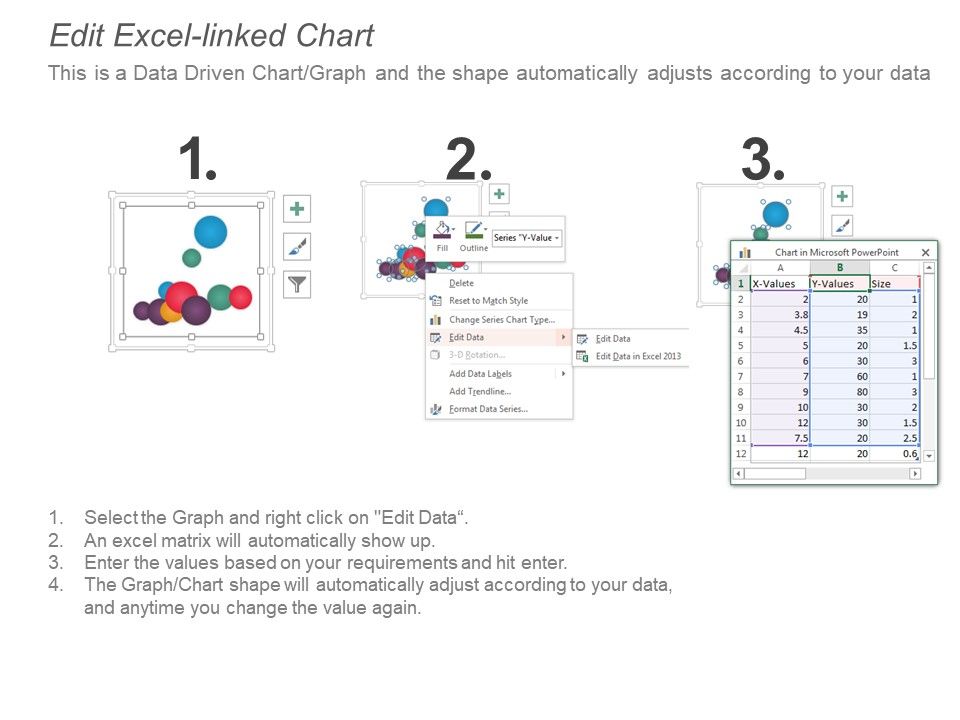 Edit Excel-linked Chart
This is a Data Driven Chart/Graph and the shape automatically adjusts according to your data
1.
2.
3.
Fill
Outline
Series "Y-Value
Delete
Reset to Match Style
Change Series Chart Type...
Edit Data
3-D Rotation...
Add Data Labels
Add Trendline...
Format Data Series...
Edit Data
Edit Data in Excel 2013
Chart in Microsoft PowerPoint
A B C
1 X-Values Y-Values Size
2 2 20 1
3 3.8 19 2
4 4.5 35 1
5 5 20 1.5
6 6 30 3
7 7 60 1
8 9 80 3
9 10 30 2
10 12 30 1.5
11 7.5 20 2.5
12 12 20 0.6
1. Select the Graph and right click on "Edit Data“.
2. An excel matrix will automatically show up.
3. Enter the values based on your requirements and hit enter.
4. The Graph/Chart shape will automatically adjust according to your data,
and anytime you change the value again.